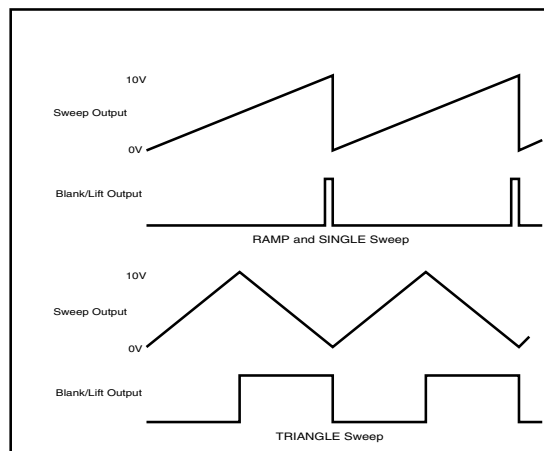 10V
Sweep Output
0V
Blank/Lift Output
RAMP and SINGLE Sweep
10V
Sweep Output
0V
Blank/Lift Output
TRIANGLE Sweep